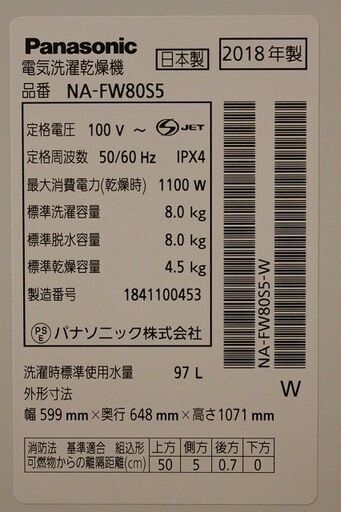 Panasonic
電気洗濯乾燥機
日本製
2018年製
品番 NA-FW80S5
定格電圧 100 V ～ S JET
定格周波数 50/60 Hz IPX4
最大消費電力(乾燥時) 1100 W
標準洗濯容量 8.0 kg
標準脱水容量 8.0 kg
標準乾燥容量 4.5 kg
製造番号 1841100453
PSE パナソニック株式会社
NA-FW80S5-W
洗濯時標準使用水量 97 L
W
外形寸法
幅 599 mm×奥行 648 mm×高さ1071 mm
消防法 基準適合 組込形 上方 側方 後方 下方
可燃物からの離隔距離(cm) 50 5 0.7 0